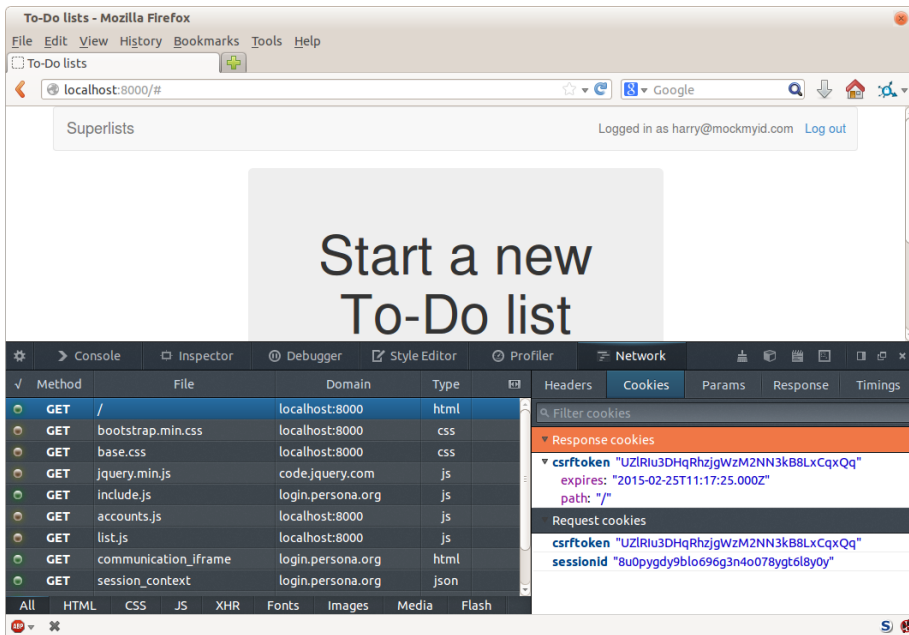 To-Do lists - Mozilla Firefox
File Edit View History Bookmarks Tools Help
To-Do lists
localhost:8000/# Google
Superlists Logged in as harry@mockmyid.com Log out
Start a new
To-Do list
Console Inspector Debugger Style Editor Profiler Network
√ Method File Domain Type Headers Cookies Params Response Timings
GET / localhost:8000 html Filter cookies
GET bootstrap.min.css localhost:8000 css Response cookies
GET base.css localhost:8000 css csrftoken "UZlRIu3DHqRhzjgWzM2NN3kB8LxCqxQq"
GET jquery.min.js code.jquery.com js expires: "2015-02-25T11:17:25.000Z"
GET include.js login.persona.org js path: "/"
GET accounts.js localhost:8000 js Request cookies
GET list.js localhost:8000 js csrftoken "UZlRIu3DHqRhzjgWzM2NN3kB8LxCqxQq"
GET communication_iframe login.persona.org html sessionid "8u0pygdy9blo696g3n4o078ygt6l8y0y"
GET session_context login.persona.org json
All HTML CSS JS XHR Fonts Images Media Flash
ABP S